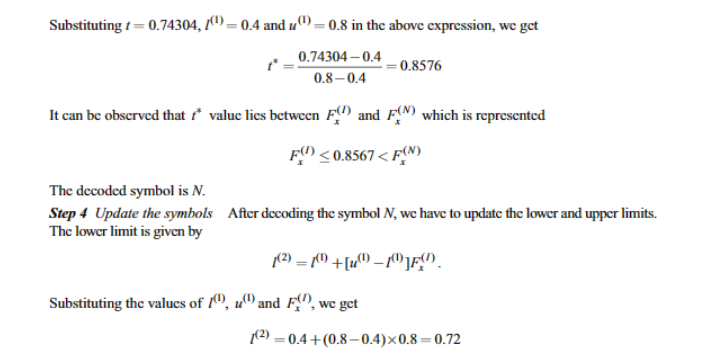 Substituting t = 0.74304, l^(1) = 0.4 and u^(1) = 0.8 in the above expression, we get
t* = (0.74304 – 0.4) / (0.8 – 0.4) = 0.8576
It can be observed that t* value lies between F_x^(I) and F_x^(N) which is represented
F_x^(I) ≤ 0.8567 < F_x^(N)
The decoded symbol is N.
Step 4 Update the symbols After decoding the symbol N, we have to update the lower and upper limits.
The lower limit is given by
l^(2) = l^(1) + [u^(1) – l^(1)]F_x^(I).
Substituting the values of l^(1), u^(1) and F_x^(I), we get
l^(2) = 0.4 + (0.8 – 0.4) × 0.8 = 0.72